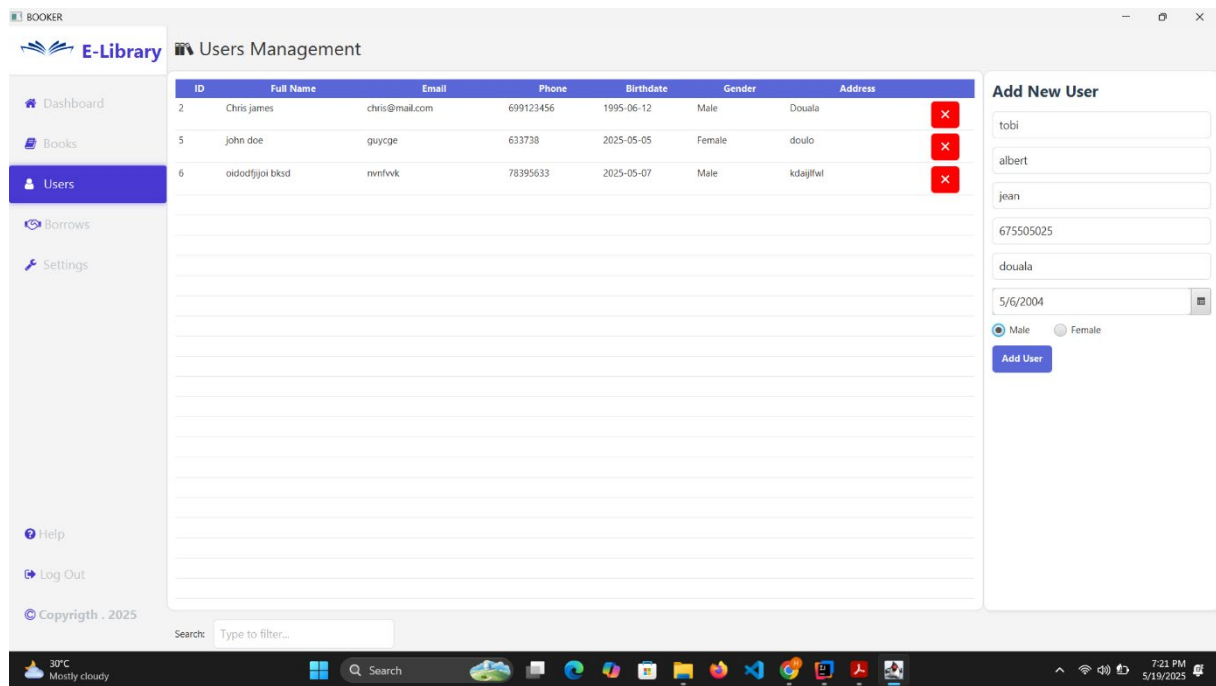 BOOKER
E-Library
Users Management
Dashboard
Books
Users
Borrows
Settings
Help
Log Out
© Copyrigth . 2025
ID Full Name Email Phone Birthdate Gender Address
2 Chris james chris@mail.com 699123456 1995-06-12 Male Douala
5 john doe guycge 633738 2025-05-05 Female doulo
6 oidodfjijoi bksd nvnfvvk 78395633 2025-05-07 Male kdaijlfwl
Search: Type to filter...
Add New User
tobi
albert
jean
675505025
douala
5/6/2004
Male Female
Add User
30°C
Mostly cloudy
Search
7:21 PM
5/19/2025